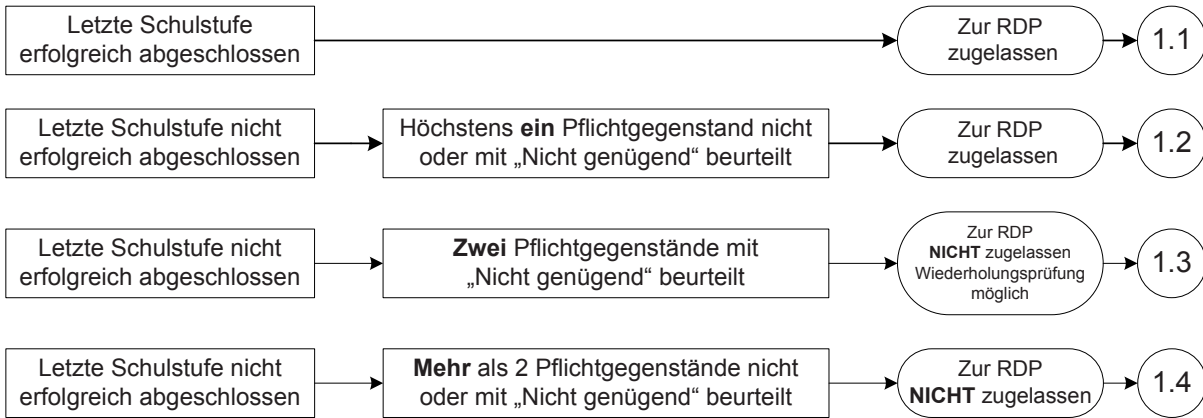 Letzte Schulstufe
erfolgreich abgeschlossen
Zur RDP
zugelassen
1.1
Letzte Schulstufe nicht
erfolgreich abgeschlossen
Höchstens ein Pflichtgegenstand nicht
oder mit „Nicht genügend“ beurteilt
Zur RDP
zugelassen
1.2
Letzte Schulstufe nicht
erfolgreich abgeschlossen
Zwei Pflichtgegenstände mit
„Nicht genügend“ beurteilt
Zur RDP
NICHT zugelassen
Wiederholungsprüfung
möglich
1.3
Letzte Schulstufe nicht
erfolgreich abgeschlossen
Mehr als 2 Pflichtgegenstände nicht
oder mit „Nicht genügend“ beurteilt
Zur RDP
NICHT zugelassen
1.4